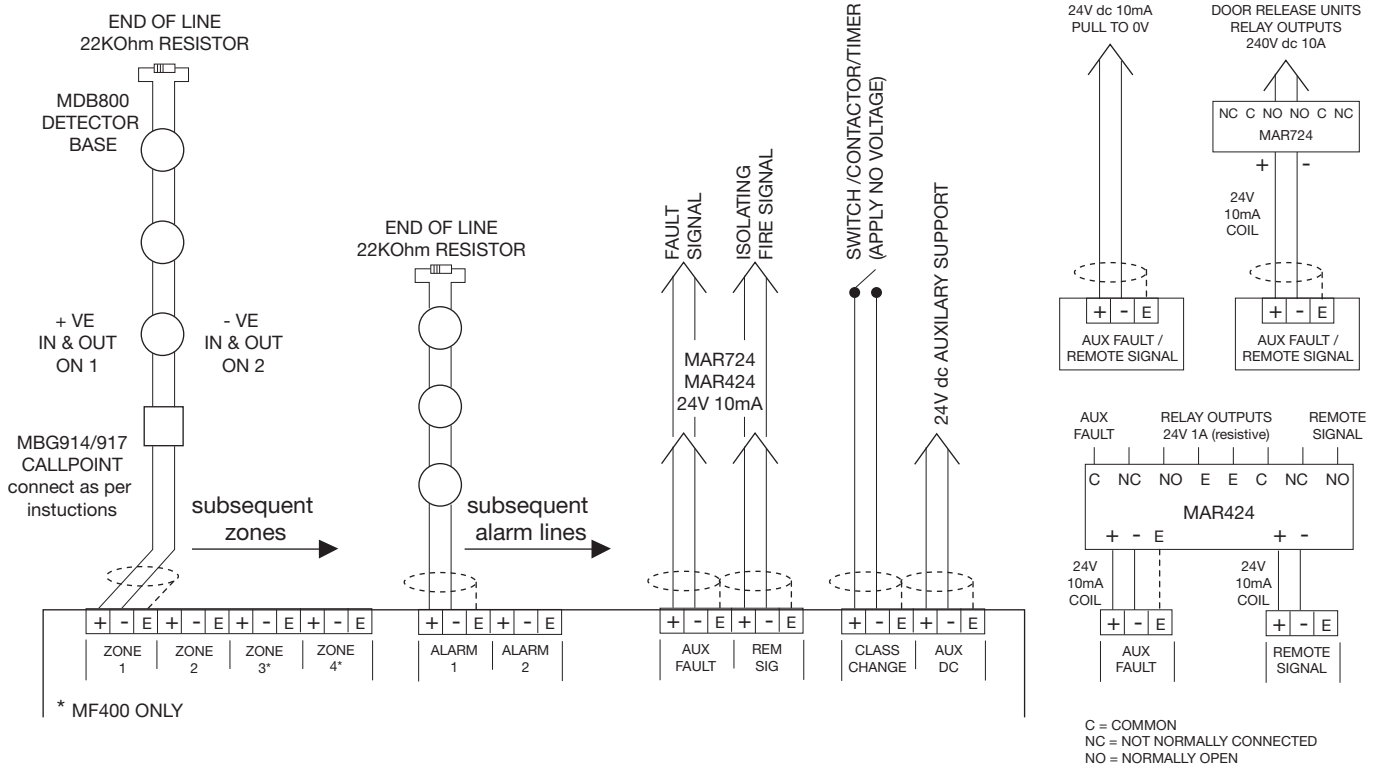 END OF LINE
22KOhm RESISTOR
MDB800
DETECTOR
BASE
+ VE
IN & OUT
ON 1
- VE
IN & OUT
ON 2
MBG914/917
CALLPOINT
connect as per
instuctions
subsequent
zones
END OF LINE
22KOhm RESISTOR
subsequent
alarm lines
FAULT
SIGNAL
ISOLATING
FIRE SIGNAL
MAR724
MAR424
24V 10mA
SWITCH /CONTACTOR/TIMER
(APPLY NO VOLTAGE)
24V dc AUXILARY SUPPORT
+ - E + - E + - E + - E
ZONE
1
ZONE
2
ZONE
3*
ZONE
4*
+ - E + - E
ALARM
1
ALARM
2
+ - E + - E
AUX
FAULT
REM
SIG
+ - E + - E
CLASS
CHANGE
AUX
DC
* MF400 ONLY
24V dc 10mA
PULL TO 0V
+ - E
AUX FAULT /
REMOTE SIGNAL
DOOR RELEASE UNITS
RELAY OUTPUTS
240V dc 10A
NC C NO NO C NC
MAR724
+ -
24V
10mA
COIL
+ - E
AUX FAULT /
REMOTE SIGNAL
AUX
FAULT
RELAY OUTPUTS
24V 1A (resistive)
REMOTE
SIGNAL
C NC NO E E C NC NO
MAR424
+ - E + -
24V
10mA
COIL
24V
10mA
COIL
+ - E
AUX
FAULT
+ - E
REMOTE
SIGNAL
C = COMMON
NC = NOT NORMALLY CONNECTED
NO = NORMALLY OPEN